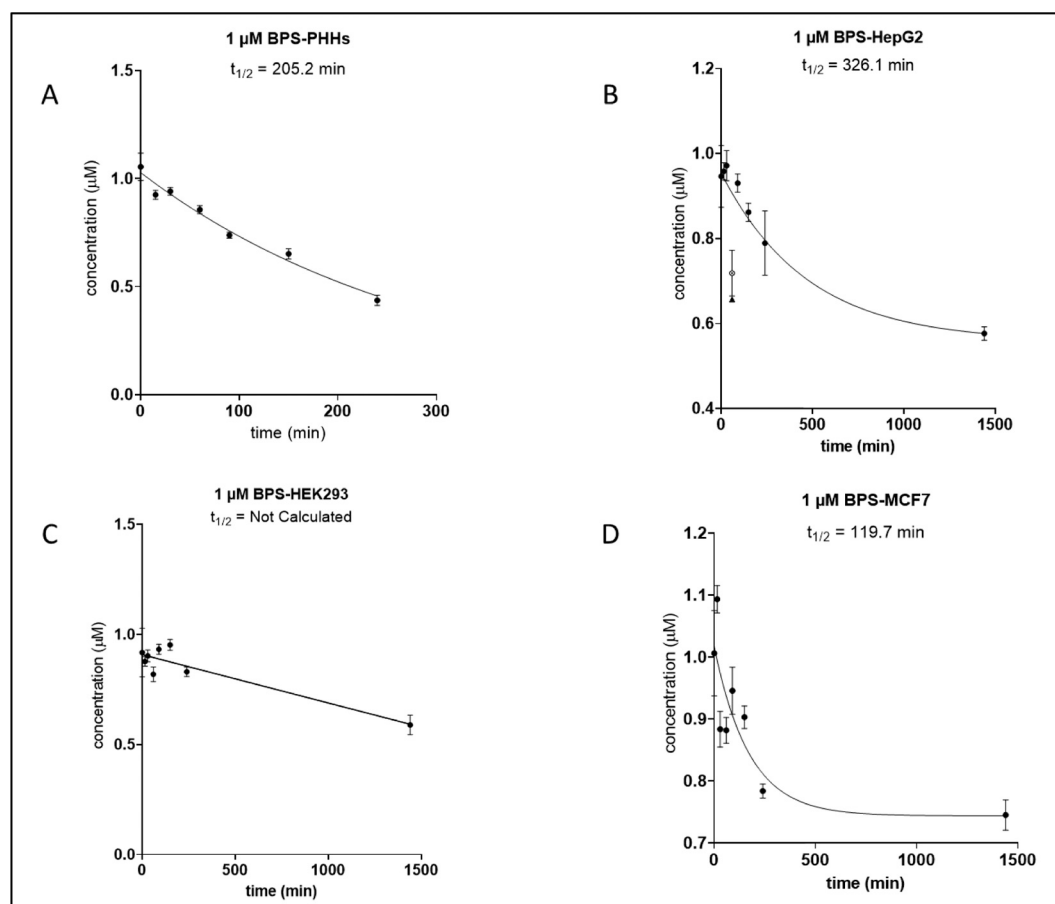 A
1 µM BPS-PHHs
t1/2 = 205.2 min
concentration (µM)
1.5
1.0
0.5
0.0
0
100
200
300
time (min)
B
1 µM BPS-HepG2
t1/2 = 326.1 min
concentration (µM)
1.2
1.0
0.8
0.6
0.4
0
500
1000
1500
time (min)
C
1 µM BPS-HEK293
t1/2 = Not Calculated
concentration (µM)
1.5
1.0
0.5
0.0
0
500
1000
1500
time (min)
D
1 µM BPS-MCF7
t1/2 = 119.7 min
concentration (µM)
1.2
1.1
1.0
0.9
0.8
0.7
0
500
1000
1500
time (min)